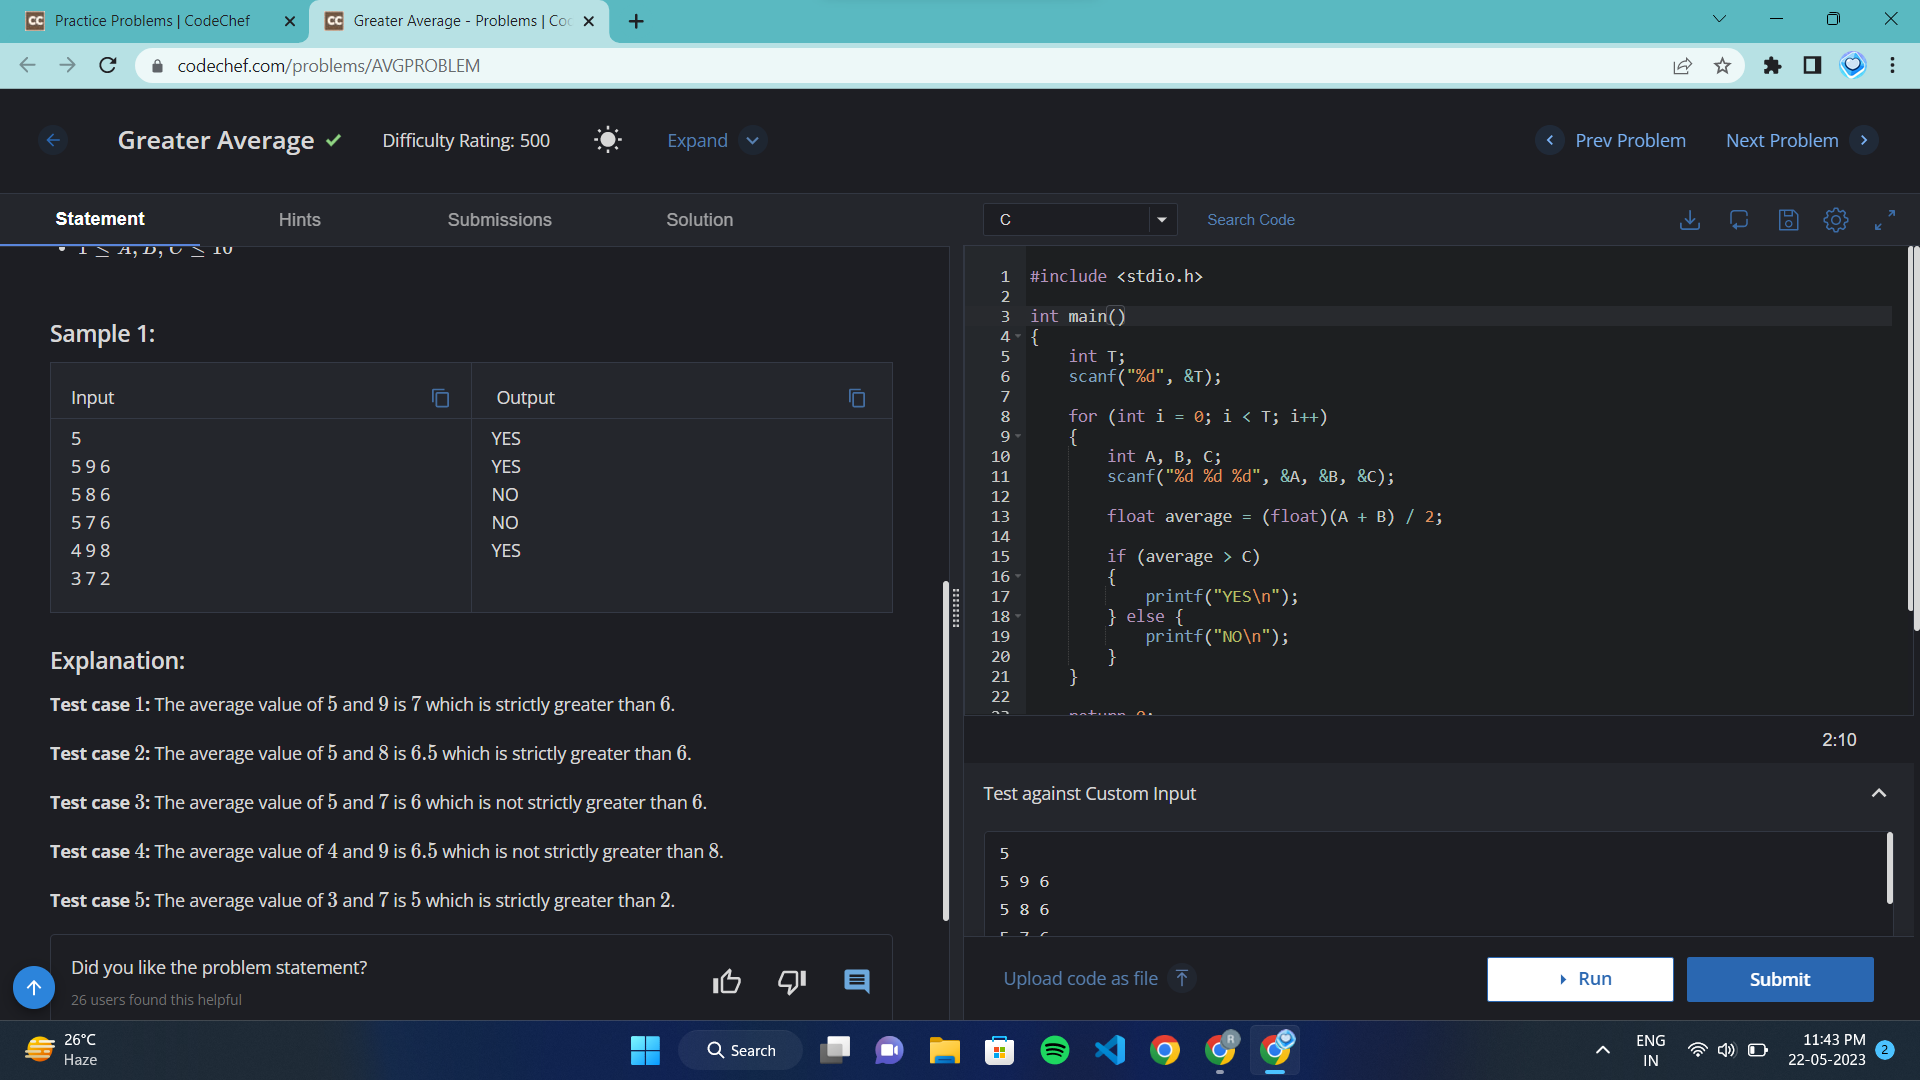 Practice Problems | CodeChef
Greater Average - Problems | Co
codechef.com/problems/AVGPROBLEM
Greater Average
Difficulty Rating: 500
Expand
Prev Problem
Next Problem
Statement
Hints
Submissions
Solution
C
Search Code
1 ≤ A, B, C ≤ 10
Sample 1:
Input
Output
5
5 9 6
5 8 6
5 7 6
4 9 8
3 7 2
YES
YES
NO
NO
YES
Explanation:
Test case 1: The average value of 5 and 9 is 7 which is strictly greater than 6.
Test case 2: The average value of 5 and 8 is 6.5 which is strictly greater than 6.
Test case 3: The average value of 5 and 7 is 6 which is not strictly greater than 6.
Test case 4: The average value of 4 and 9 is 6.5 which is not strictly greater than 8.
Test case 5: The average value of 3 and 7 is 5 which is strictly greater than 2.
Did you like the problem statement?
26 users found this helpful
1 #include <stdio.h>
2
3 int main()
4 {
5 int T;
6 scanf("%d", &T);
7
8 for (int i = 0; i < T; i++)
9 {
10 int A, B, C;
11 scanf("%d %d %d", &A, &B, &C);
12
13 float average = (float)(A + B) / 2;
14
15 if (average > C)
16 {
17 printf("YES\n");
18 } else {
19 printf("NO\n");
20 }
21 }
22
23 return 0;
2:10
Test against Custom Input
5
5 9 6
5 8 6
5 7 6
Upload code as file
Run
Submit
26°C
Haze
Search
R
ENG
IN
11:43 PM
22-05-2023
2